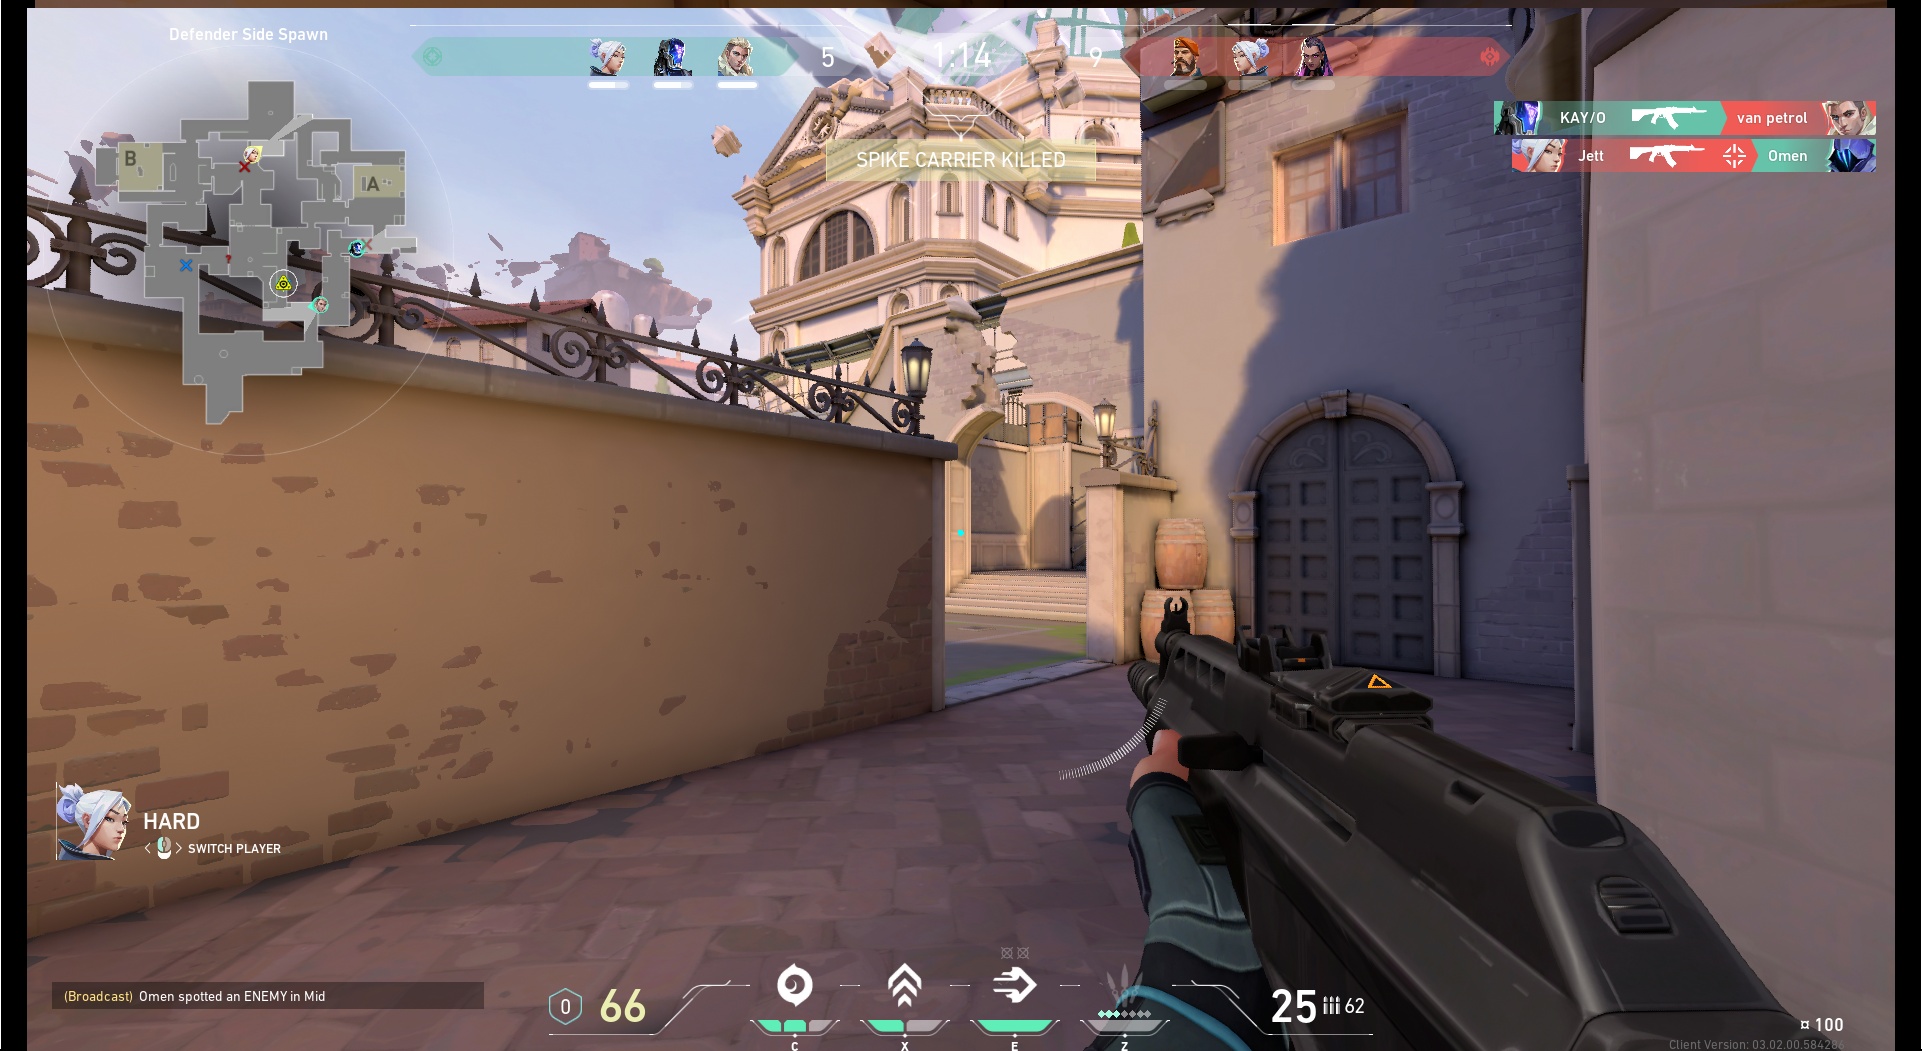 Defender Side Spawn
5
1:14
9
SPIKE CARRIER KILLED
KAY/O van petrol
Jett Omen
B
A
HARD
< > SWITCH PLAYER
(Broadcast) Omen spotted an ENEMY in Mid
0 66
C X E Z
25 62
¤ 100
Client Version: 03.02.00.584286